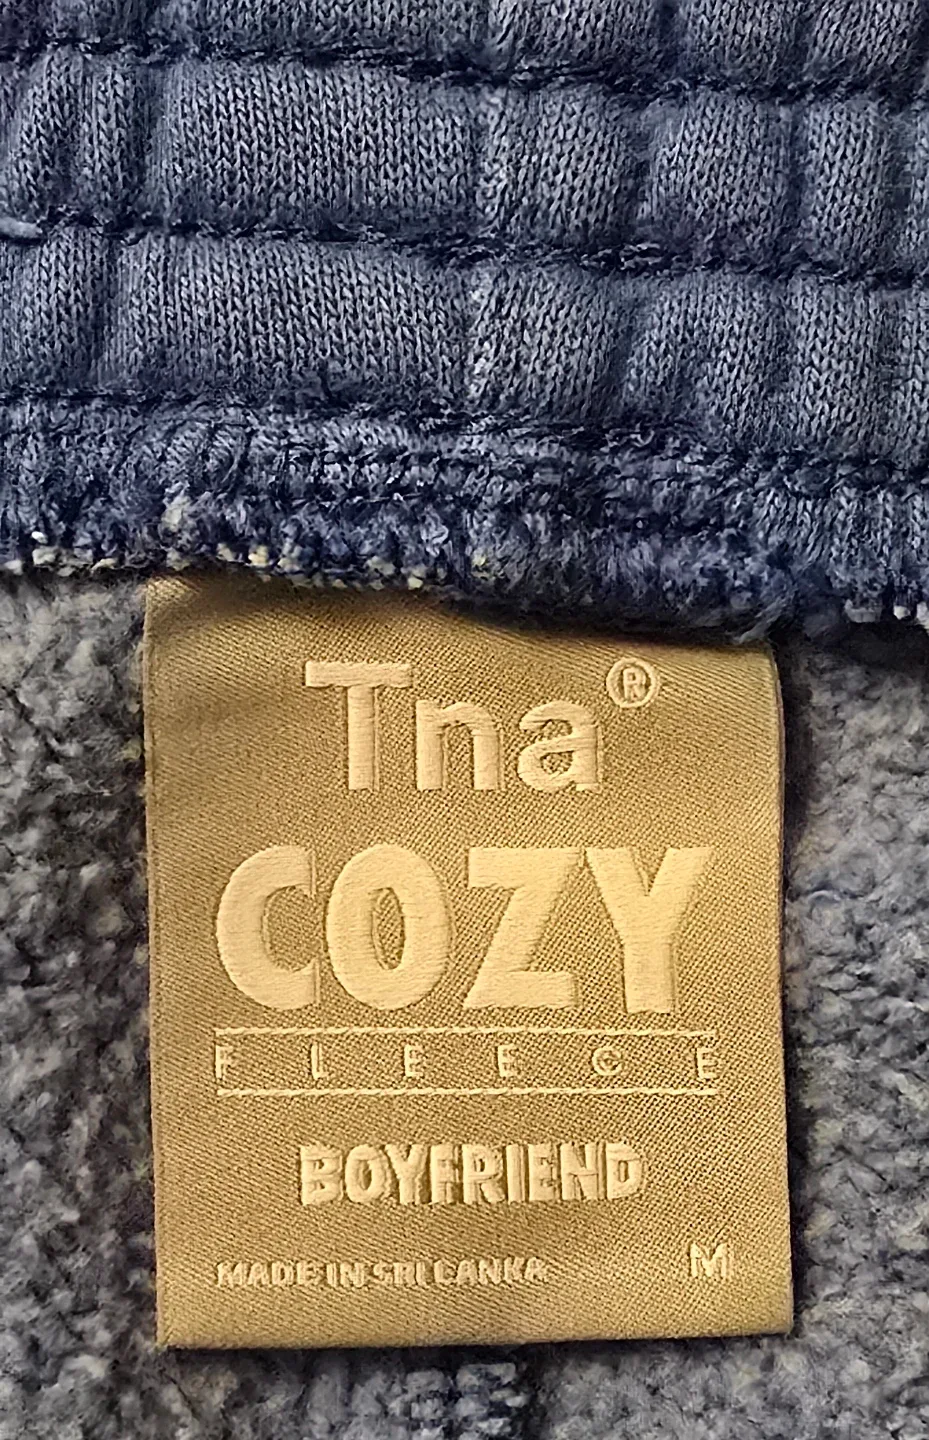 Tna®
COZY
FLEECE
BOYFRIEND
MADE IN SRI LANKA M